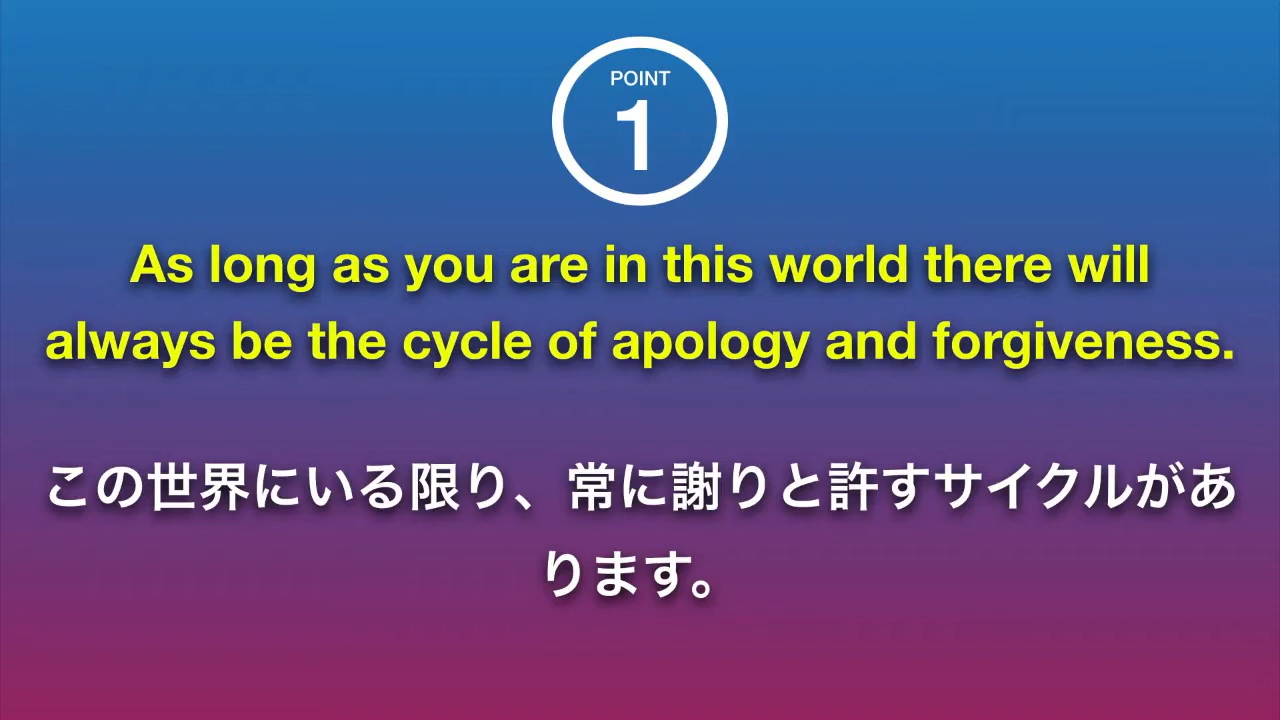 POINT
1
As long as you are in this world there will
always be the cycle of apology and forgiveness.
この世界にいる限り、常に謝りと許すサイクルがあ
ります。